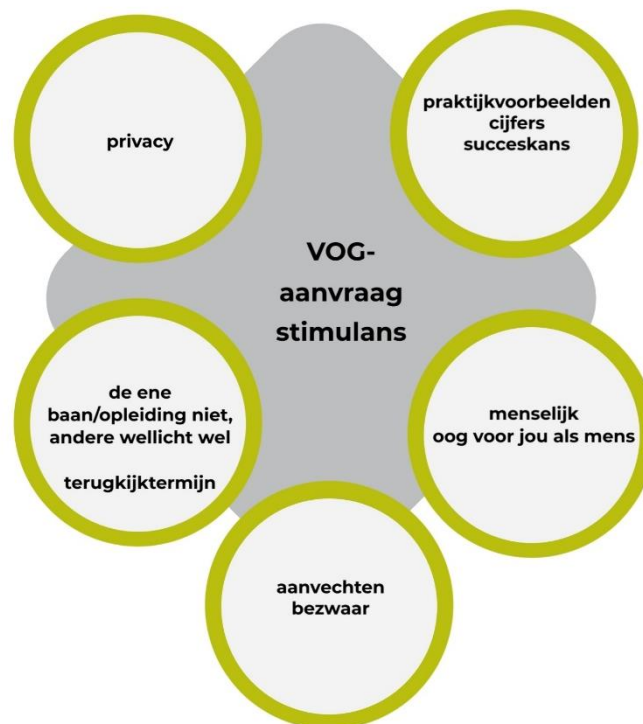 privacy
praktijkvoorbeelden
cijfers
succeskans
VOG-
aanvraag
stimulans
de ene
baan/opleiding niet,
andere wellicht wel
terugkijktermijn
menselijk
oog voor jou als mens
aanvechten
bezwaar